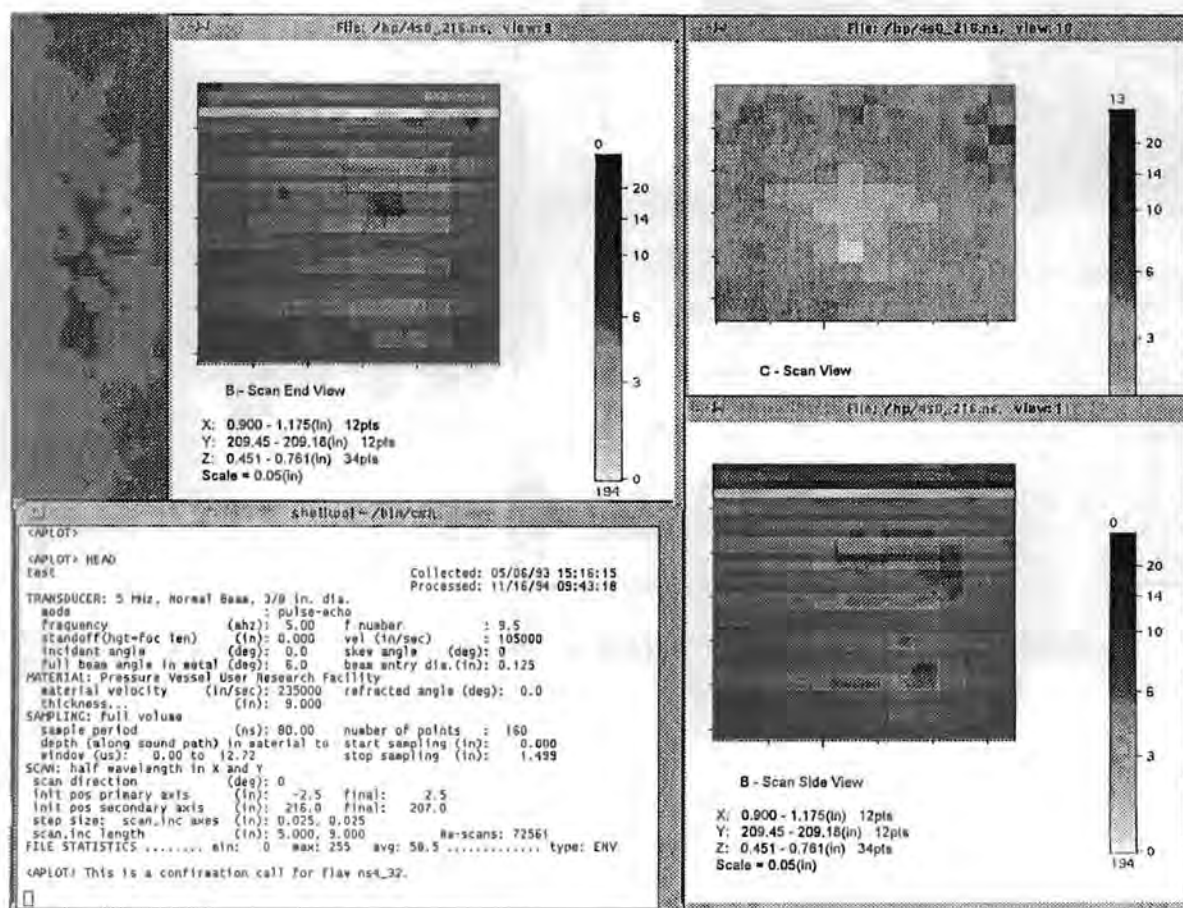 File: /hp/4s0_216.ns, view:
0
20
14
10
6
3
0
194
B - Scan End View
X: 0.900 - 1.175(in) 12pts
Y: 209.45 - 209.18(in) 12pts
Z: 0.451 - 0.761(in) 34pts
Scale = 0.05(in)
File: /hp/4s0_216.ns, view:10
13
20
14
10
6
3
C - Scan View
File: /hp/4s0_216.ns, view:1
0
20
14
10
6
3
0
194
B - Scan Side View
X: 0.900 - 1.175(in) 12pts
Y: 209.45 - 209.18(in) 12pts
Z: 0.451 - 0.761(in) 34pts
Scale = 0.05(in)
shelltool - /bin/csh
<APLOT>
<APLOT> HEAD
test Collected: 05/06/93 15:16:15
Processed: 11/16/94 09:43:18
TRANSDUCER: 5 MHz, Normal Beam, 3/8 in. dia.
mode : pulse-echo
frequency (mhz): 5.00 f number : 9.5
standoff(hgt-foc len) (in): 0.000 vel (in/sec) : 105000
incident angle (deg): 0.0 skew angle (deg): 0
full beam angle in metal (deg): 6.0 beam entry dia.(in): 0.125
MATERIAL: Pressure Vessel User Research Facility
material velocity (in/sec): 235000 refracted angle (deg): 0.0
thickness... (in): 9.000
SAMPLING: full volume
sample period (ns): 80.00 number of points : 160
depth (along sound path) in material to start sampling (in): 0.000
window (us): 0.00 to 12.72 stop sampling (in): 1.499
SCAN: half wavelength in X and Y
scan direction (deg): 0
init pos primary axis (in): -2.5 final: 2.5
init pos secondary axis (in): 216.0 final: 207.0
step size: scan,inc axes (in): 0.025, 0.025
scan,inc length (in): 5.000, 9.000 #a-scans: 72561
FILE STATISTICS ........ min: 0 max: 255 avg: 50.5 ............. type: ENV
<APLOT> This is a confirmation call for flaw ns4_32.